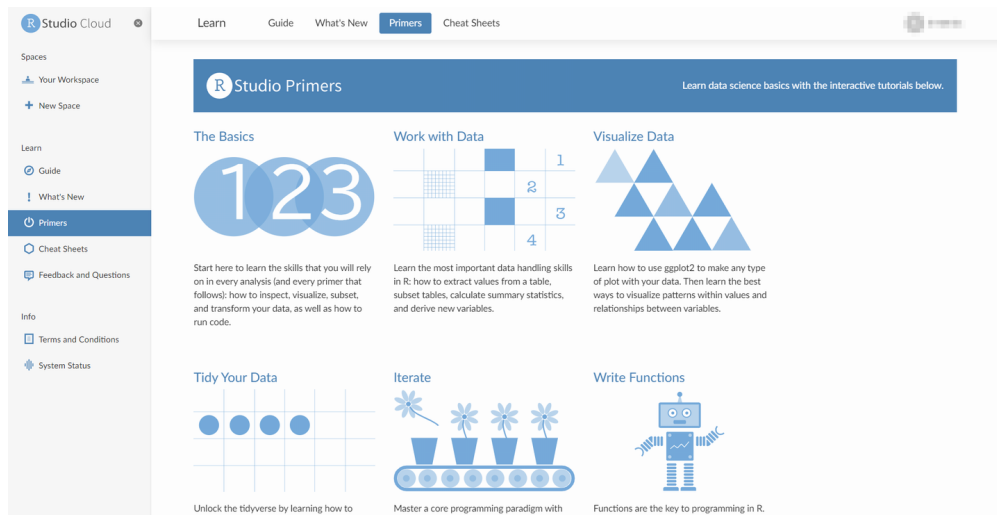 R Studio Cloud
Spaces
Your Workspace
New Space
Learn
Guide
What's New
Primers
Cheat Sheets
Feedback and Questions
Info
Terms and Conditions
System Status
Learn Guide What's New Primers Cheat Sheets
R Studio Primers
Learn data science basics with the interactive tutorials below.
The Basics
123
Start here to learn the skills that you will rely
on in every analysis (and every primer that
follows): how to inspect, visualize, subset,
and transform your data, as well as how to
run code.
Work with Data
1
2
3
4
Learn the most important data handling skills
in R: how to extract values from a table,
subset tables, calculate summary statistics,
and derive new variables.
Visualize Data
Learn how to use ggplot2 to make any type
of plot with your data. Then learn the best
ways to visualize patterns within values and
relationships between variables.
Tidy Your Data
Unlock the tidyverse by learning how to
Iterate
Master a core programming paradigm with
Write Functions
Functions are the key to programming in R.